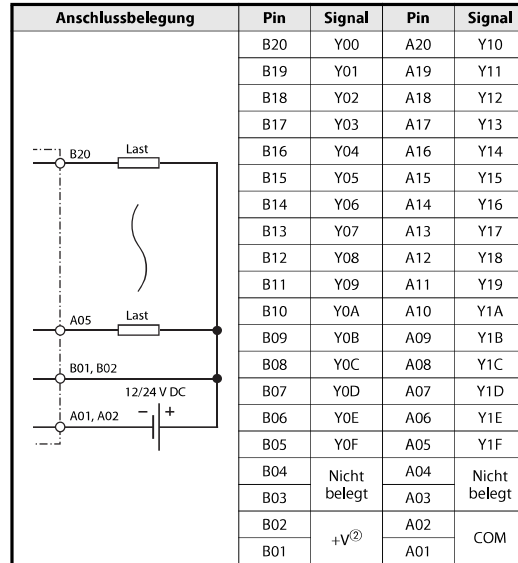 Anschlussbelegung Pin Signal Pin Signal
B20 Y00 A20 Y10
B19 Y01 A19 Y11
B18 Y02 A18 Y12
B17 Y03 A17 Y13
B16 Y04 A16 Y14
B15 Y05 A15 Y15
B14 Y06 A14 Y16
B13 Y07 A13 Y17
B12 Y08 A12 Y18
B11 Y09 A11 Y19
B10 Y0A A10 Y1A
B09 Y0B A09 Y1B
B08 Y0C A08 Y1C
B07 Y0D A07 Y1D
B06 Y0E A06 Y1E
B05 Y0F A05 Y1F
B04 Nicht belegt A04 Nicht belegt
B03 A03
B02 +V② A02 COM
B01 A01
B20 Last
A05 Last
B01, B02
12/24 V DC
A01, A02 − +